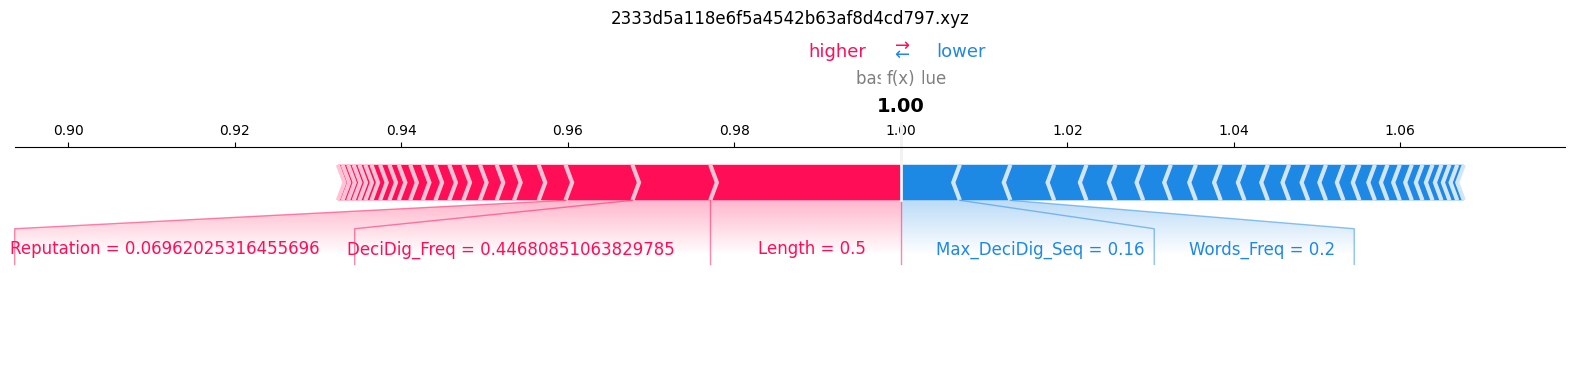 2333d5a118e6f5a4542b63af8d4cd797.xyz
higher → ← lower
bas f(x) lue
1.00
0.90 0.92 0.94 0.96 0.98 1.00 1.02 1.04 1.06
Reputation = 0.06962025316455696 DeciDig_Freq = 0.44680851063829785 Length = 0.5 Max_DeciDig_Seq = 0.16 Words_Freq = 0.2